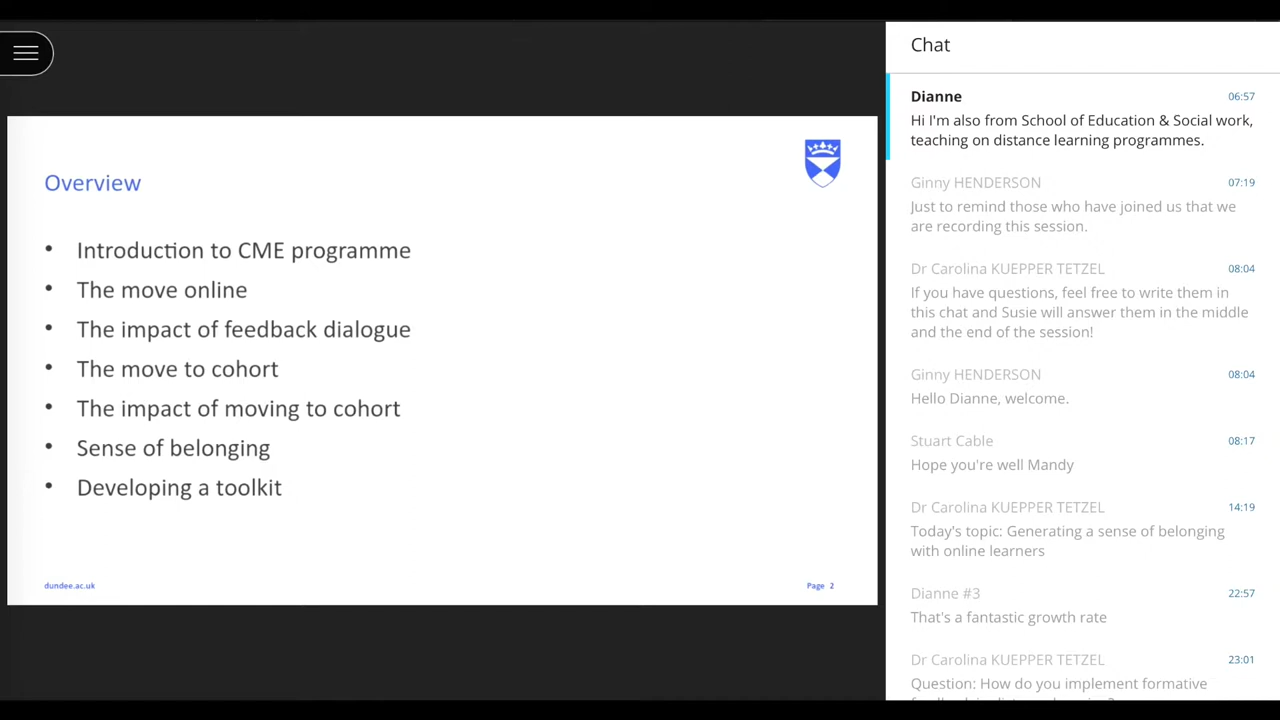 Overview
• Introduction to CME programme
• The move online
• The impact of feedback dialogue
• The move to cohort
• The impact of moving to cohort
• Sense of belonging
• Developing a toolkit
dundee.ac.uk
Page 2
Chat
Dianne 06:57
Hi I'm also from School of Education & Social work,
teaching on distance learning programmes.
Ginny HENDERSON 07:19
Just to remind those who have joined us that we
are recording this session.
Dr Carolina KUEPPER TETZEL 08:04
If you have questions, feel free to write them in
this chat and Susie will answer them in the middle
and the end of the session!
Ginny HENDERSON 08:04
Hello Dianne, welcome.
Stuart Cable 08:17
Hope you're well Mandy
Dr Carolina KUEPPER TETZEL 14:19
Today's topic: Generating a sense of belonging
with online learners
Dianne #3 22:57
That's a fantastic growth rate
Dr Carolina KUEPPER TETZEL 23:01
Question: How do you implement formative